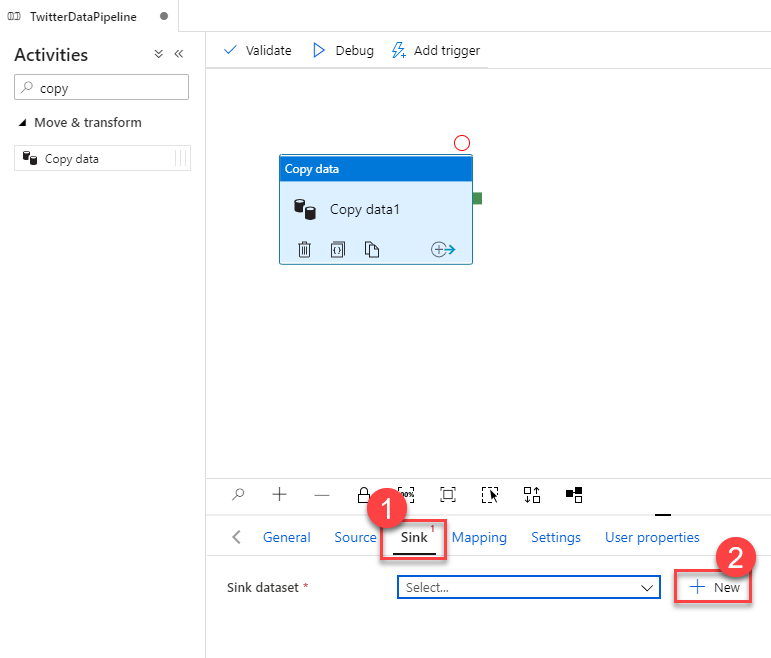 TwitterDataPipeline
Activities
copy
Move & transform
Copy data
Validate Debug Add trigger
Copy data
Copy data1
{}
00%
1
General Source Sink 1 Mapping Settings User properties
2
Sink dataset * Select... New